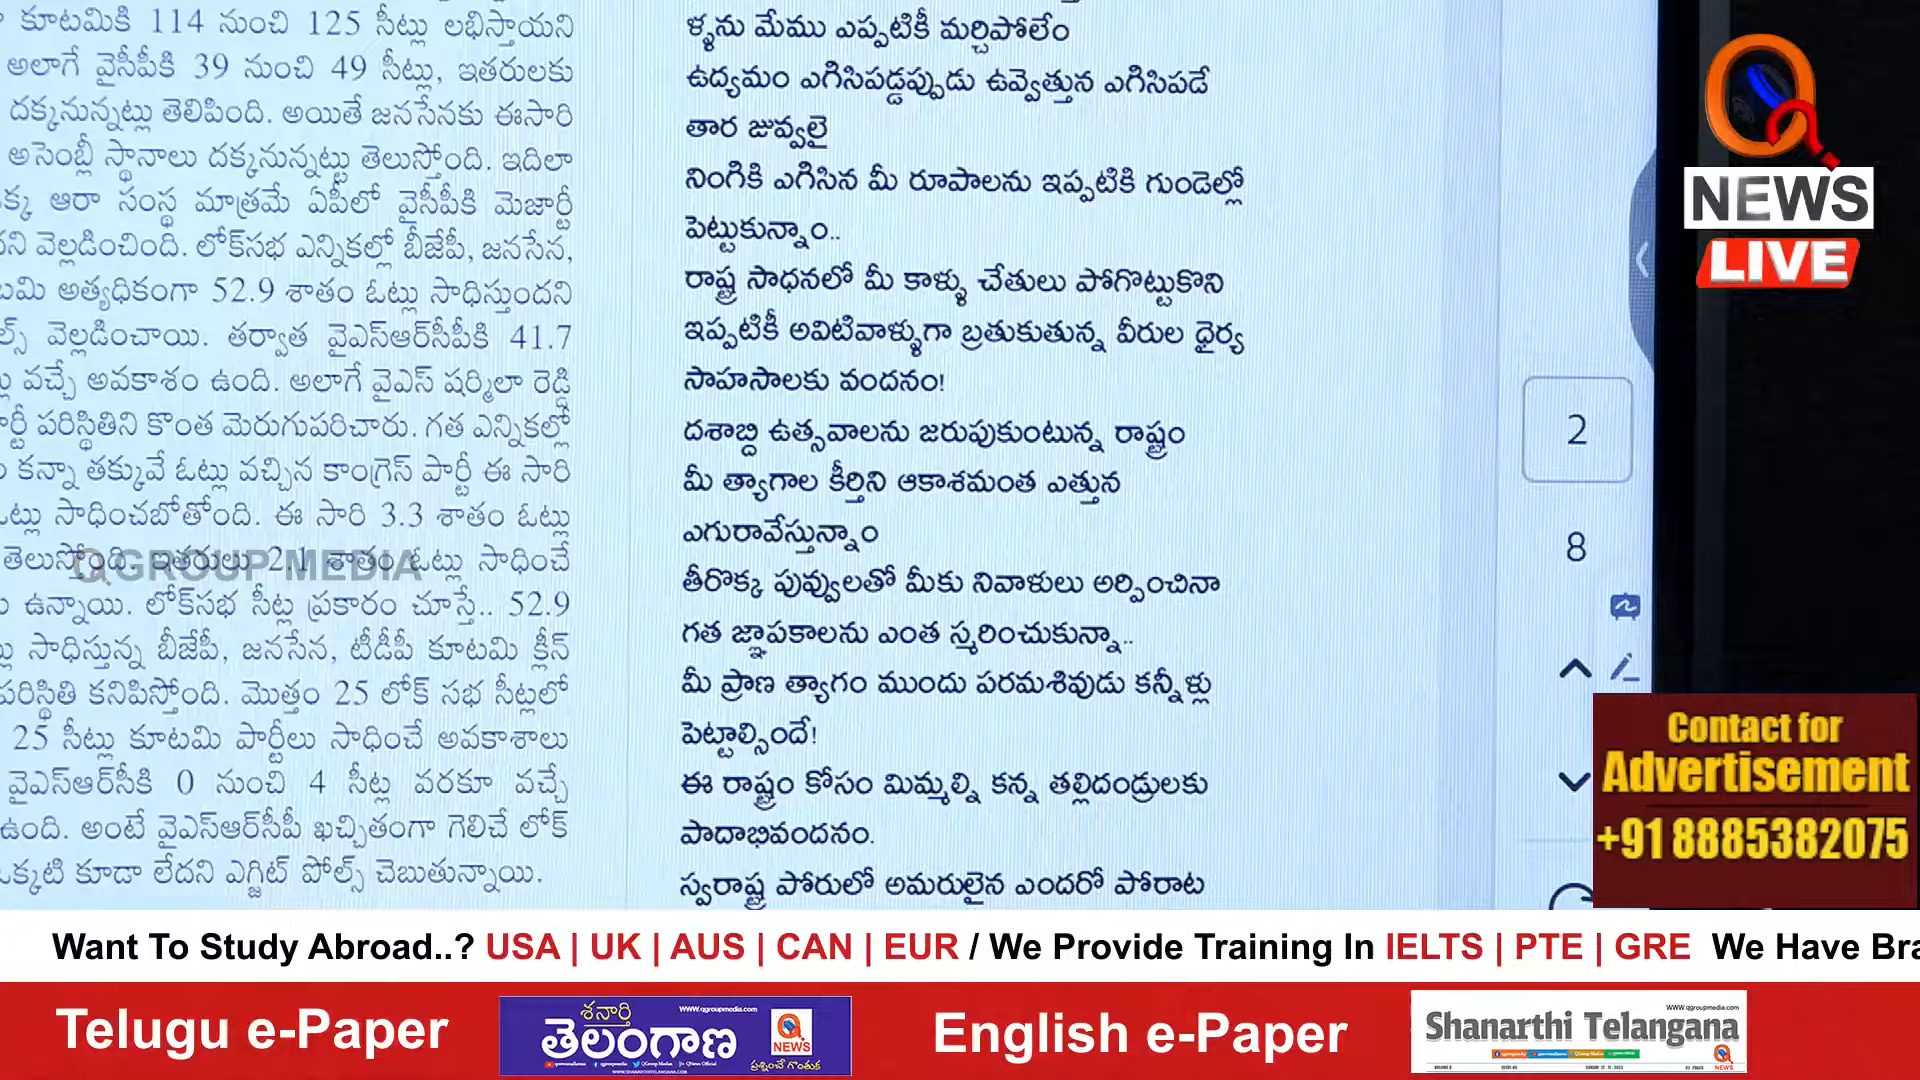 కూటమికి 114 నుంచి 125 సీట్లు లభిస్తాయని
అలాగే వైసీపీకి 39 నుంచి 49 సీట్లు, ఇతరులకు
దక్కనున్నట్లు తెలిపింది. అయితే జనసేనకు ఈసారి
అసెంబ్లీ స్థానాలు దక్కనున్నట్టు తెలుస్తోంది. ఇదిలా
ఆరా సంస్థ మాత్రమే ఏపీలో వైసీపీకి మెజార్టీ
వెల్లడించింది. లోక్‌సభ ఎన్నికల్లో బీజేపీ, జనసేన,
అత్యధికంగా 52.9 శాతం ఓట్లు సాధిస్తుందని
వెల్లడించాయి. తర్వాత వైఎస్ఆర్‌సీపీకి 41.7
వచ్చే అవకాశం ఉంది. అలాగే వైఎస్ షర్మిలా రెడ్డి
పరిస్థితిని కొంత మెరుగుపరిచారు. గత ఎన్నికల్లో
కన్నా తక్కువే ఓట్లు వచ్చిన కాంగ్రెస్ పార్టీ ఈ సారి
సాధించబోతోంది. ఈ సారి 3.3 శాతం ఓట్లు
తెలుస్తోంది. ఇతరులు 2.1 శాతం ఓట్లు సాధించే
ఉన్నాయి. లోక్‌సభ సీట్ల ప్రకారం చూస్తే.. 52.9
సాధిస్తున్న బీజేపీ, జనసేన, టీడీపీ కూటమి క్లీన్
పరిస్థితి కనిపిస్తోంది. మొత్తం 25 లోక్ సభ సీట్లలో
25 సీట్లు కూటమి పార్టీలు సాధించే అవకాశాలు
వైఎస్ఆర్‌సీకి 0 నుంచి 4 సీట్ల వరకూ వచ్చే
ఉంది. అంటే వైఎస్ఆర్‌సీపీ ఖచ్చితంగా గెలిచే లోక్
ఒక్కటి కూడా లేదని ఎగ్జిట్ పోల్స్ చెబుతున్నాయి.
QGROUP MEDIA
ళ్ళను మేము ఎప్పటికీ మర్చిపోలేం
ఉద్యమం ఎగిసిపడ్డప్పుడు ఉవ్వెత్తున ఎగిసిపడే
తార జువ్వలై
నింగికి ఎగిసిన మీ రూపాలను ఇప్పటికి గుండెల్లో
పెట్టుకున్నాం..
రాష్ట్ర సాధనలో మీ కాళ్ళు చేతులు పోగొట్టుకొని
ఇప్పటికీ అవిటివాళ్ళుగా బ్రతుకుతున్న వీరుల ధైర్య
సాహసాలకు వందనం!
దశాబ్ది ఉత్సవాలను జరుపుకుంటున్న రాష్ట్రం
మీ త్యాగాల కీర్తిని ఆకాశమంత ఎత్తున
ఎగురావేస్తున్నాం
తీరొక్క పువ్వులతో మీకు నివాళులు అర్పించినా
గత జ్ఞాపకాలను ఎంత స్మరించుకున్నా..
మీ ప్రాణ త్యాగం ముందు పరమశివుడు కన్నీళ్లు
పెట్టాల్సిందే!
ఈ రాష్ట్రం కోసం మిమ్మల్ని కన్న తల్లిదండ్రులకు
పాదాభివందనం.
స్వరాష్ట్ర పోరులో అమరులైన ఎందరో పోరాట
2
8
Q
NEWS
LIVE
Contact for
Advertisement
+91 8885382075
Want To Study Abroad..? USA | UK | AUS | CAN | EUR / We Provide Training In IELTS | PTE | GRE We Have Bra
Telugu e-Paper
శనార్తి
తెలంగాణ
www.qgroupmedia.com
NEWS
ప్రశ్నించే గొంతుక
English e-Paper
www.qgroupmedia.com
Shanarthi Telangana
NEWS